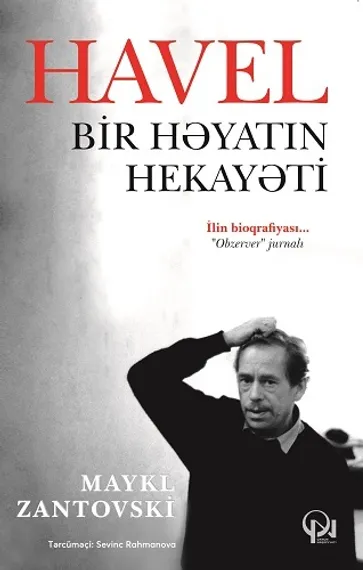 HAVEL
BİR HƏYATIN
HEKAYƏTİ
İlin bioqrafiyası...
"Obzerver" jurnalı
MAYKL
ZANTOVSKİ
Tərcüməçi: Sevinc Rahmanova